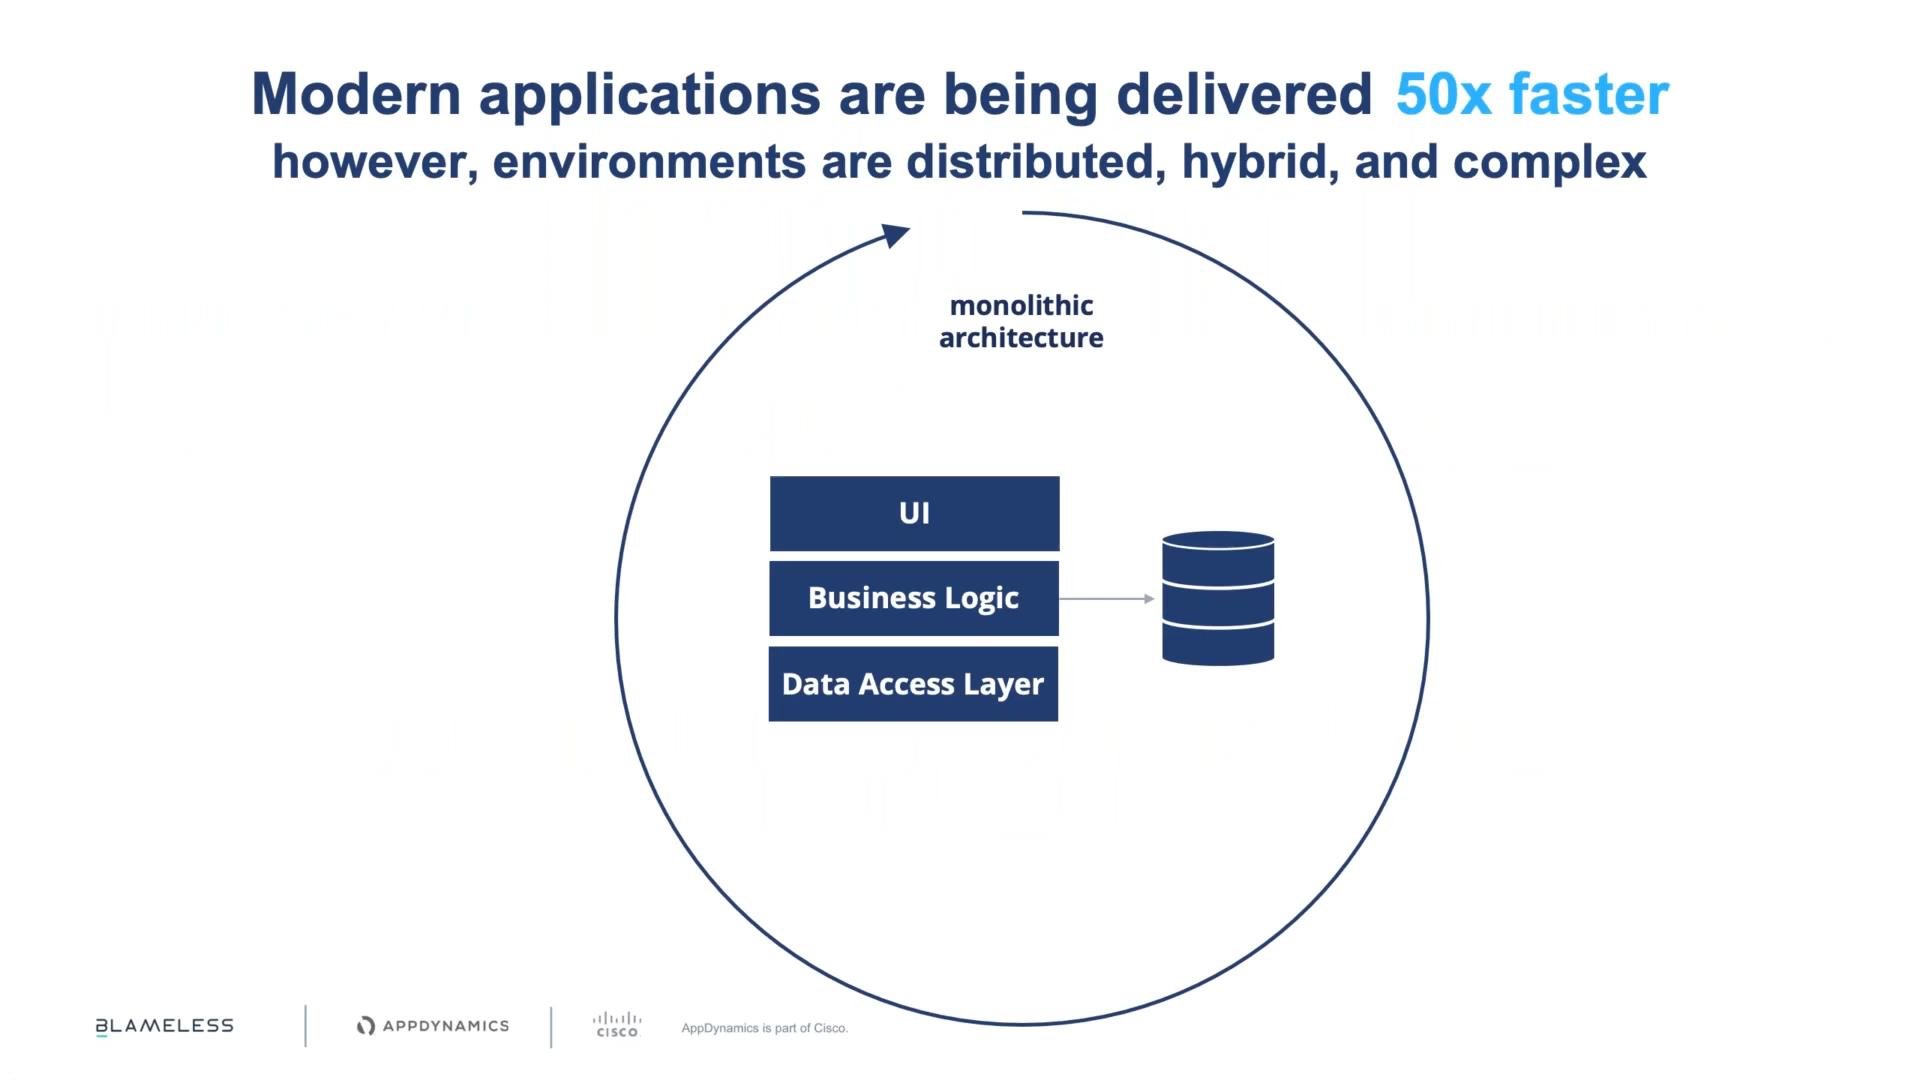 Modern applications are being delivered 50x faster
however, environments are distributed, hybrid, and complex
monolithic
architecture
UI
Business Logic
Data Access Layer
BLAMELESS
APPDYNAMICS
CISCO
AppDynamics is part of Cisco.